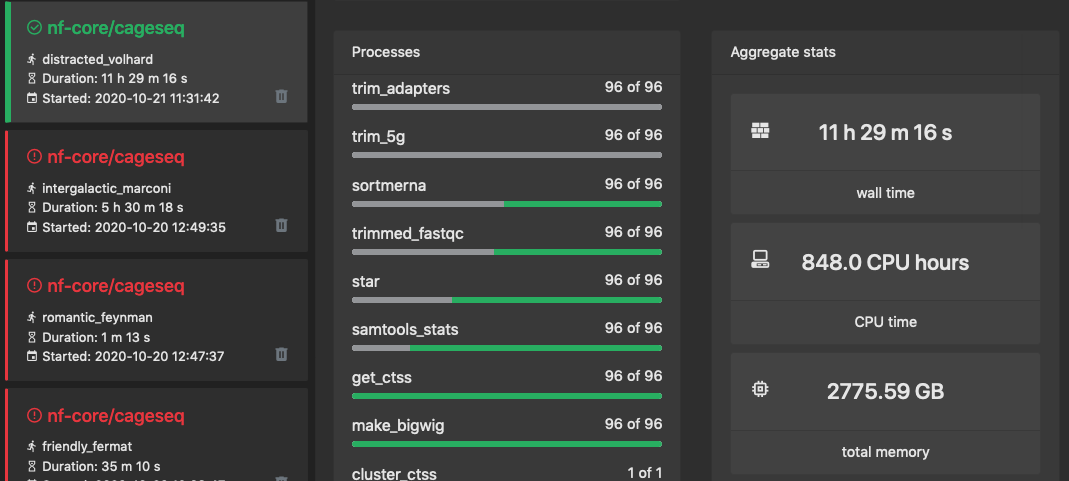 nf-core/cageseq
distracted_volhard
Duration: 11 h 29 m 16 s
Started: 2020-10-21 11:31:42
nf-core/cageseq
intergalactic_marconi
Duration: 5 h 30 m 18 s
Started: 2020-10-20 12:49:35
nf-core/cageseq
romantic_feynman
Duration: 1 m 13 s
Started: 2020-10-20 12:47:37
nf-core/cageseq
friendly_fermat
Duration: 35 m 10 s
Processes
trim_adapters 96 of 96
trim_5g 96 of 96
sortmerna 96 of 96
trimmed_fastqc 96 of 96
star 96 of 96
samtools_stats 96 of 96
get_ctss 96 of 96
make_bigwig 96 of 96
cluster_ctss 1 of 1
Aggregate stats
11 h 29 m 16 s
wall time
848.0 CPU hours
CPU time
2775.59 GB
total memory